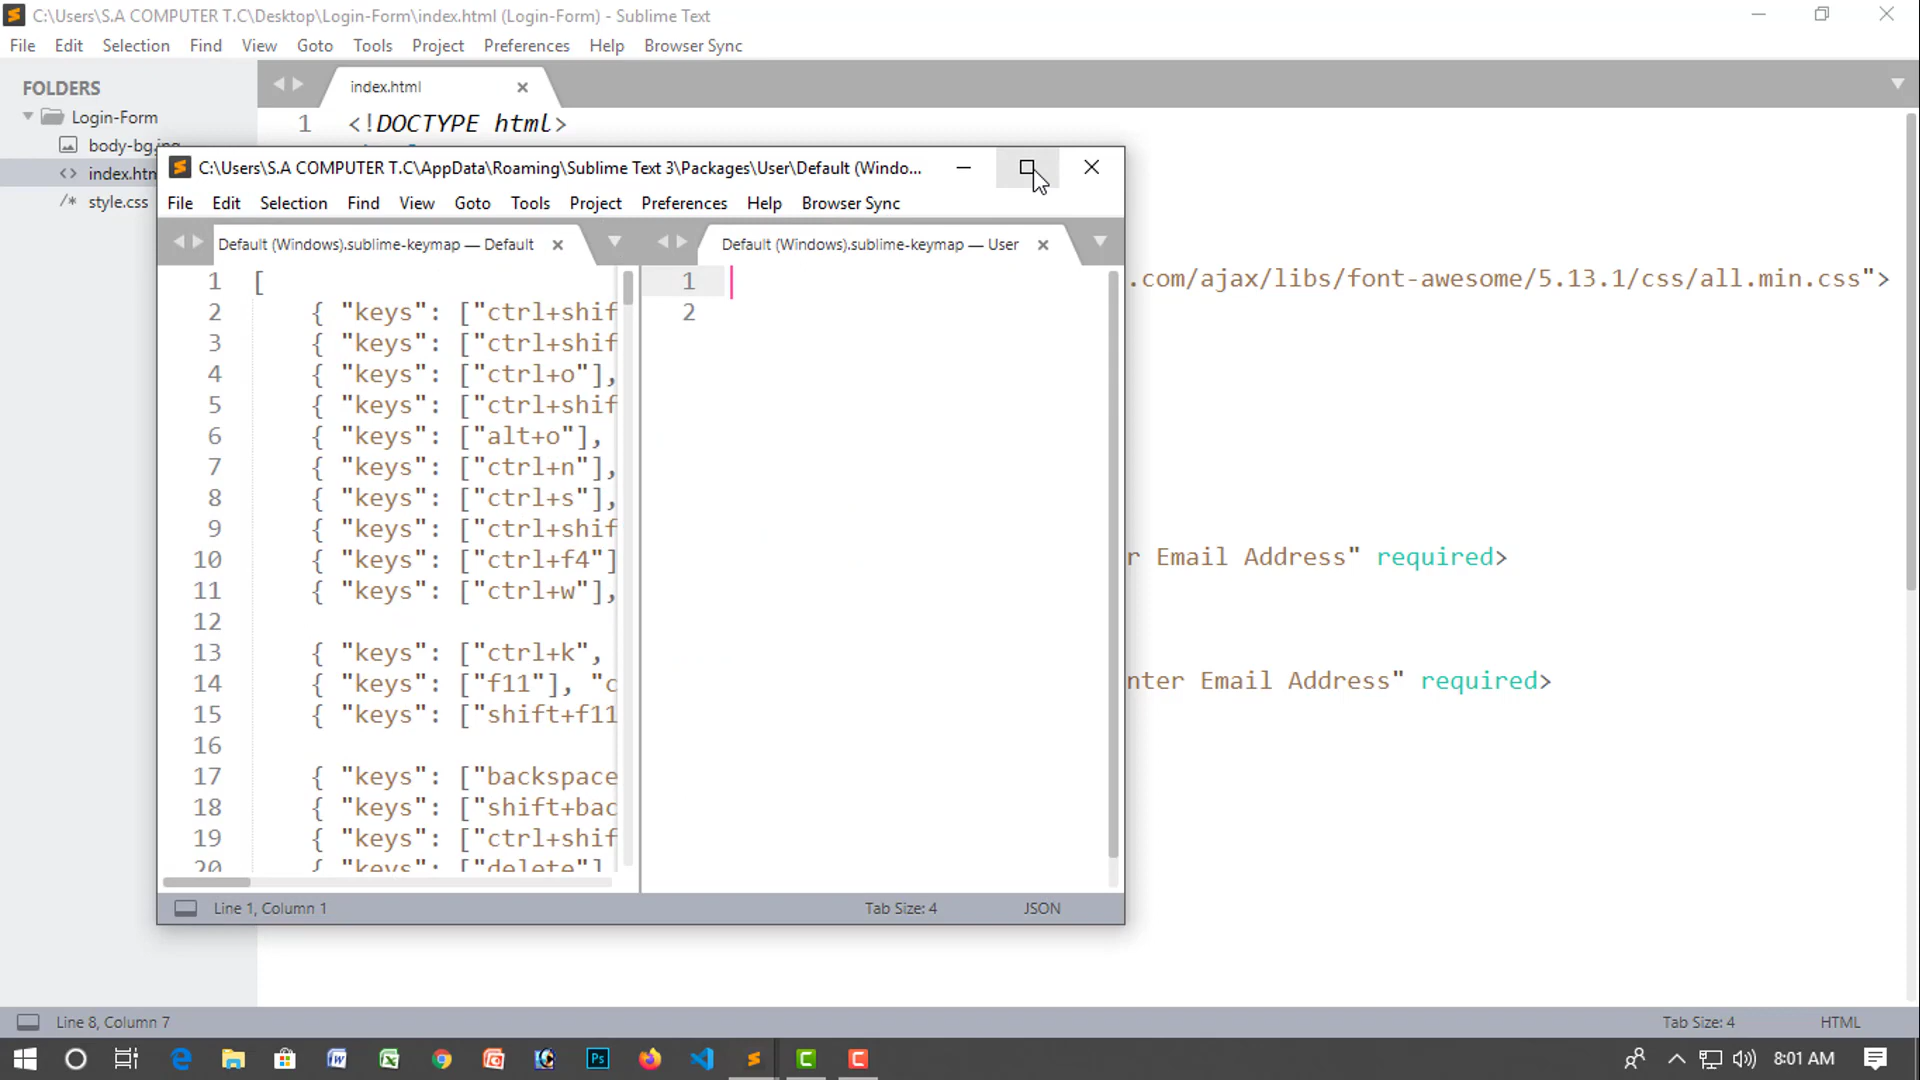 C:\Users\S.A COMPUTER T.C\Desktop\Login-Form\index.html (Login-Form) - Sublime Text
File Edit Selection Find View Goto Tools Project Preferences Help Browser Sync
FOLDERS
Login-Form
body-bg.jpg
index.htm
style.css
index.html
1 <!DOCTYPE html>
.com/ajax/libs/font-awesome/5.13.1/css/all.min.css">
r Email Address" required>
nter Email Address" required>
C:\Users\S.A COMPUTER T.C\AppData\Roaming\Sublime Text 3\Packages\User\Default (Windo...
File Edit Selection Find View Goto Tools Project Preferences Help Browser Sync
Default (Windows).sublime-keymap — Default
Default (Windows).sublime-keymap — User
1 [
2 { "keys": ["ctrl+shif
3 { "keys": ["ctrl+shif
4 { "keys": ["ctrl+o"],
5 { "keys": ["ctrl+shif
6 { "keys": ["alt+o"],
7 { "keys": ["ctrl+n"],
8 { "keys": ["ctrl+s"],
9 { "keys": ["ctrl+shif
10 { "keys": ["ctrl+f4"]
11 { "keys": ["ctrl+w"],
12
13 { "keys": ["ctrl+k",
14 { "keys": ["f11"], "c
15 { "keys": ["shift+f11
16
17 { "keys": ["backspace
18 { "keys": ["shift+bac
19 { "keys": ["ctrl+shif
20 { "keys": ["delete"]
1
2
Line 1, Column 1 Tab Size: 4 JSON
Line 8, Column 7 Tab Size: 4 HTML
8:01 AM